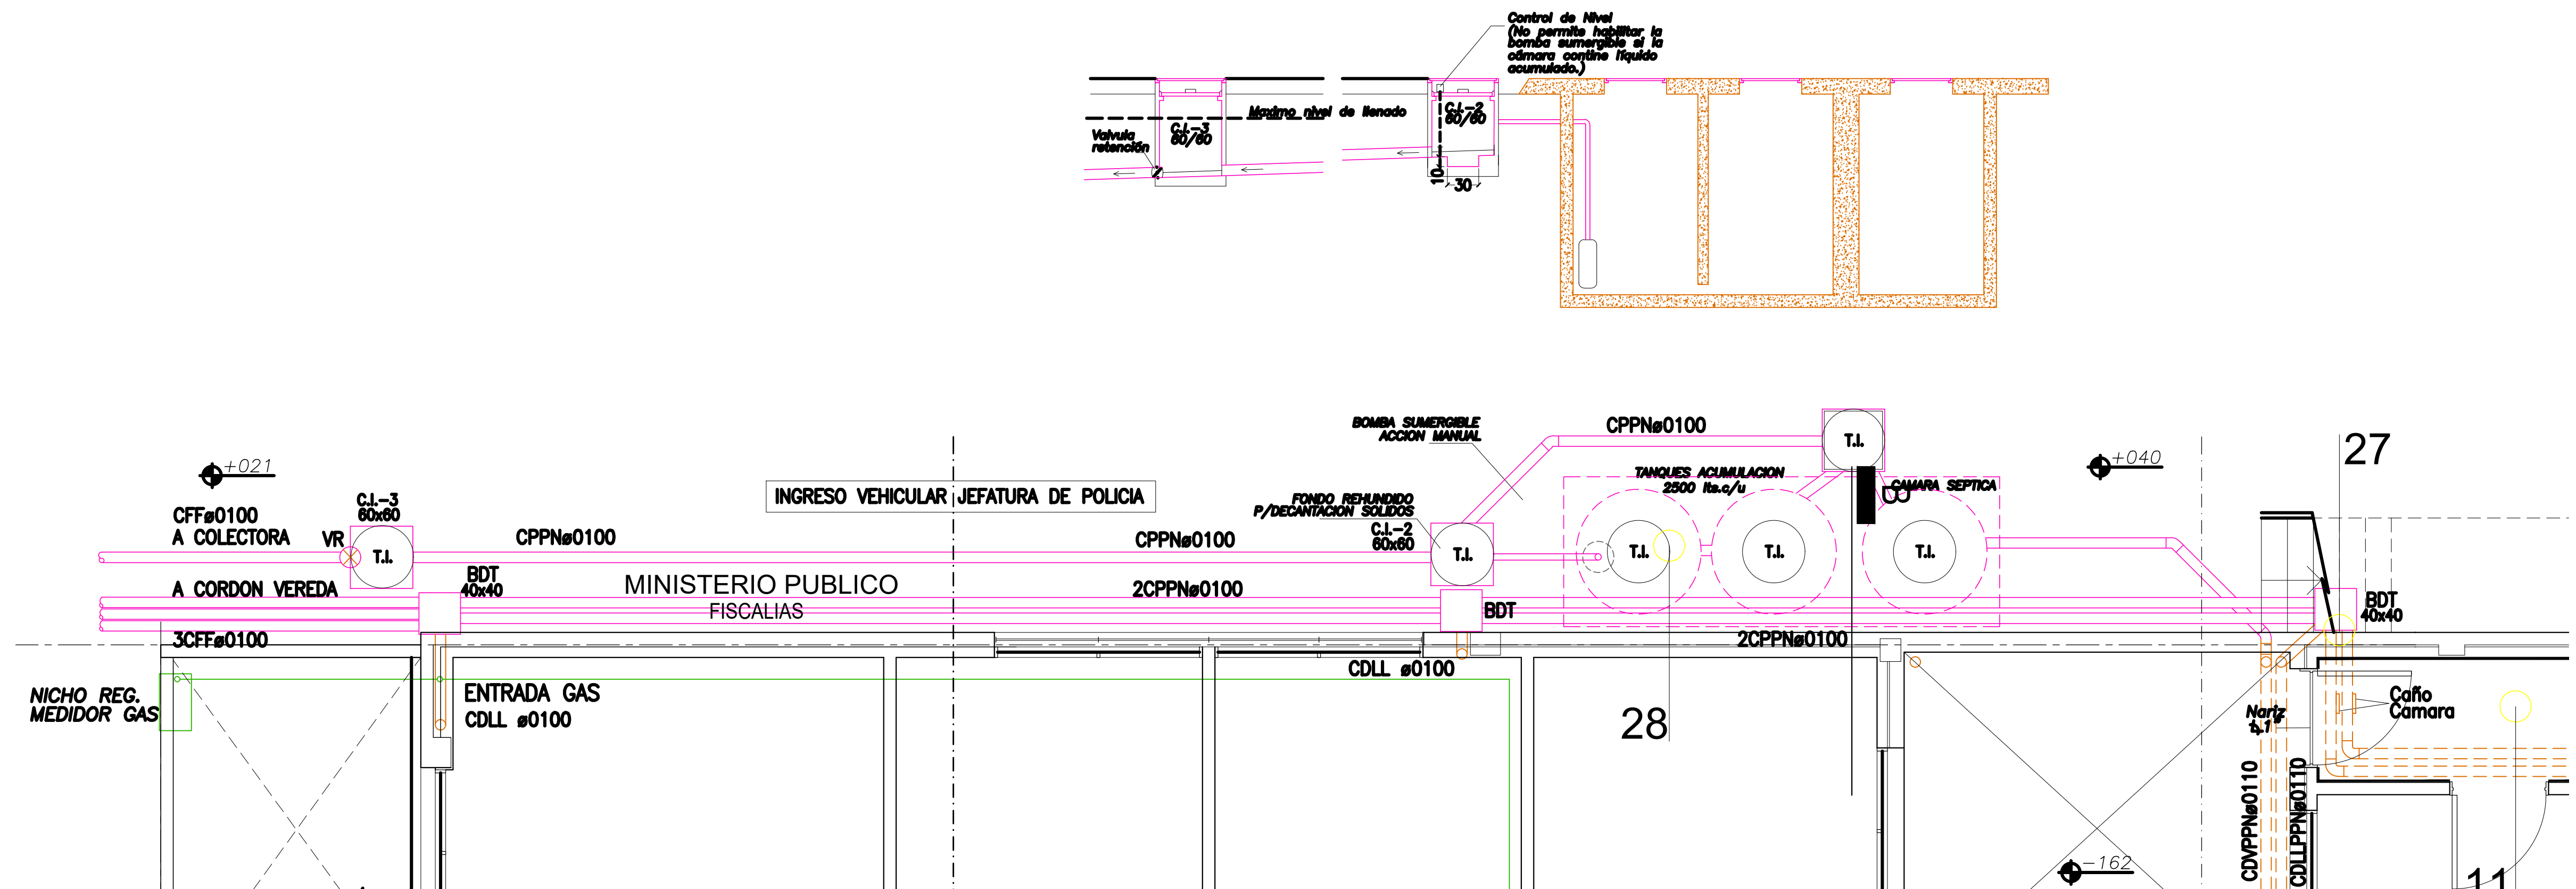 Control de Nivel
(No permite habilitar la
bomba sumergible si la
cámara contine líquido
acumulado.)
Maximo nivel de llenado
C.I.-2
60/60
C.I.-3
60/60
Valvula
retención
10
30
BOMBA SUMERGIBLE
ACCION MANUAL
CPPNø0100
T.I.
27
+021
+040
TANQUES ACUMULACION
2500 lts.c/u
CAMARA SEPTICA
B
INGRESO VEHICULAR JEFATURA DE POLICIA
FONDO REHUNDIDO
P/DECANTACION SOLIDOS
C.I.-3
60x60
CFFø0100
A COLECTORA
VR
T.I.
CPPNø0100
CPPNø0100
C.I.-2
60x60
T.I.
T.I.
T.I.
T.I.
A CORDON VEREDA
BDT
40x40
MINISTERIO PUBLICO
FISCALIAS
2CPPNø0100
BDT
BDT
40x40
3CFFø0100
2CPPNø0100
CDLL ø0100
NICHO REG.
MEDIDOR GAS
ENTRADA GAS
CDLL ø0100
28
Caño
Camara
Nariz
CDVPPNø0110
CDLLPPNø0110
-162
11